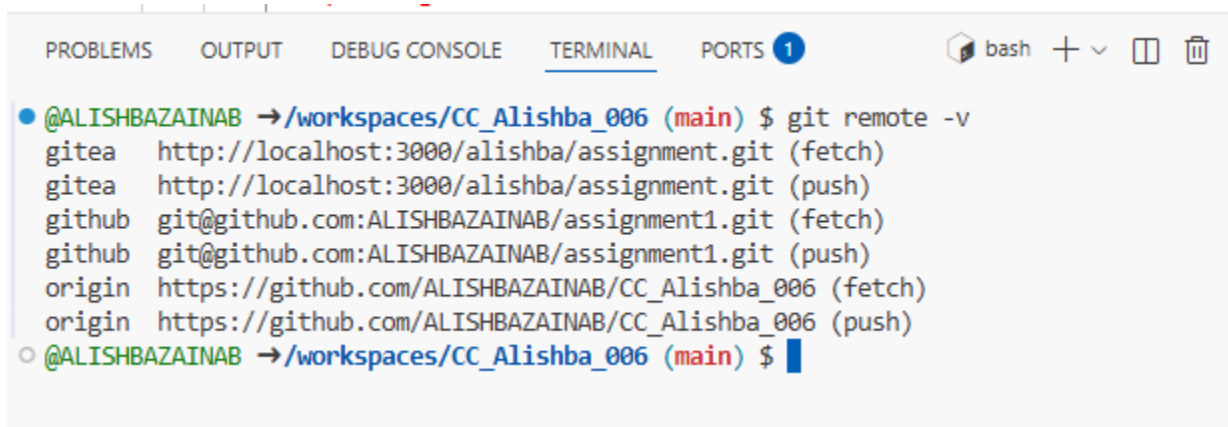 PROBLEMS OUTPUT DEBUG CONSOLE TERMINAL PORTS 1 bash
@ALISHBAZAINAB →/workspaces/CC_Alishba_006 (main) $ git remote -v
gitea http://localhost:3000/alishba/assignment.git (fetch)
gitea http://localhost:3000/alishba/assignment.git (push)
github git@github.com:ALISHBAZAINAB/assignment1.git (fetch)
github git@github.com:ALISHBAZAINAB/assignment1.git (push)
origin https://github.com/ALISHBAZAINAB/CC_Alishba_006 (fetch)
origin https://github.com/ALISHBAZAINAB/CC_Alishba_006 (push)
@ALISHBAZAINAB →/workspaces/CC_Alishba_006 (main) $